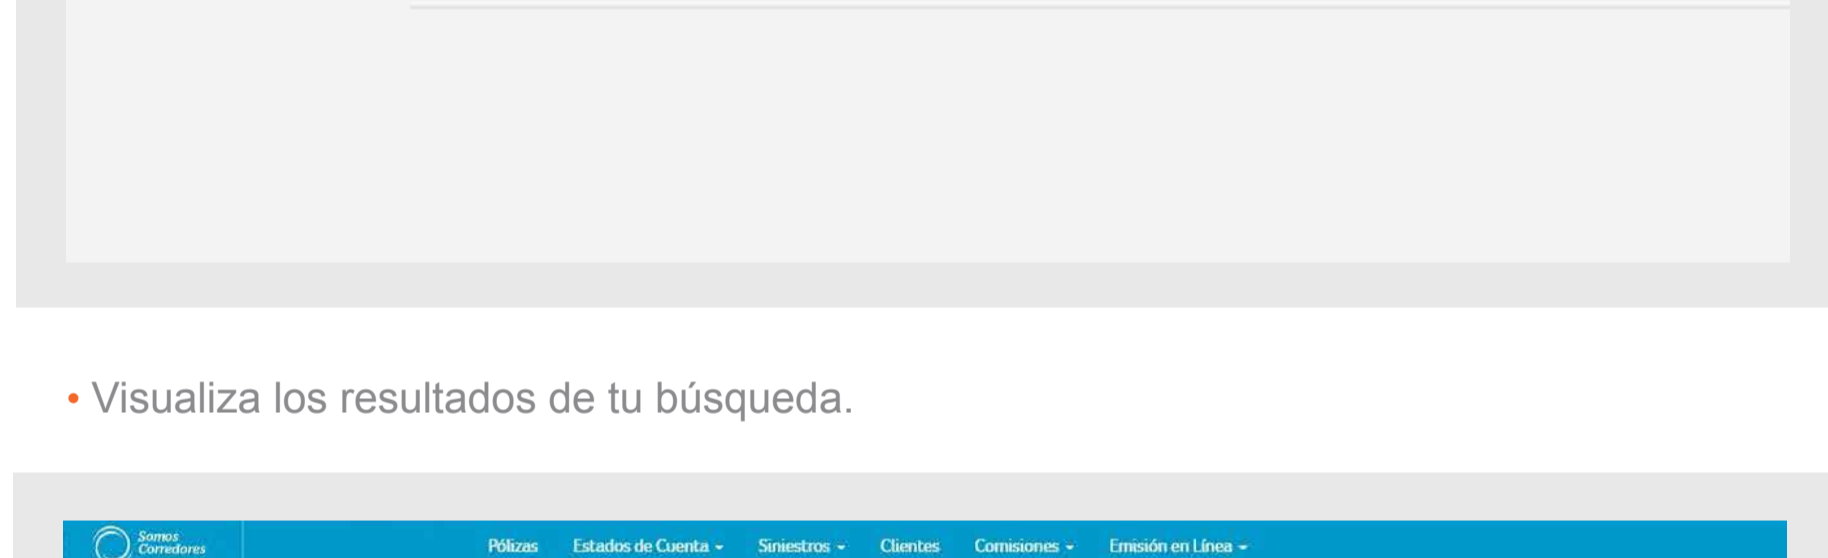 • Visualiza los resultados de tu búsqueda.
Somos
Corredores
Pólizas Estados de Cuenta Siniestros Clientes Comisiones Emisión en Línea